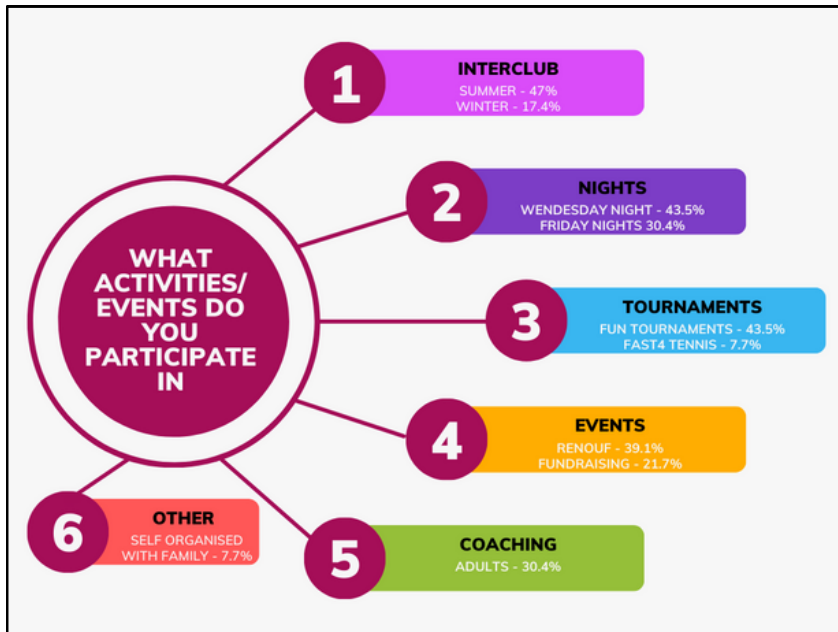 WHAT
ACTIVITIES/
EVENTS DO
YOU
PARTICIPATE
IN
1
INTERCLUB
SUMMER - 47%
WINTER - 17.4%
2
NIGHTS
WENDESDAY NIGHT - 43.5%
FRIDAY NIGHTS 30.4%
3
TOURNAMENTS
FUN TOURNAMENTS - 43.5%
FAST4 TENNIS - 7.7%
4
EVENTS
RENOUF - 39.1%
FUNDRAISING - 21.7%
5
COACHING
ADULTS - 30.4%
6
OTHER
SELF ORGANISED
WITH FAMILY - 7.7%